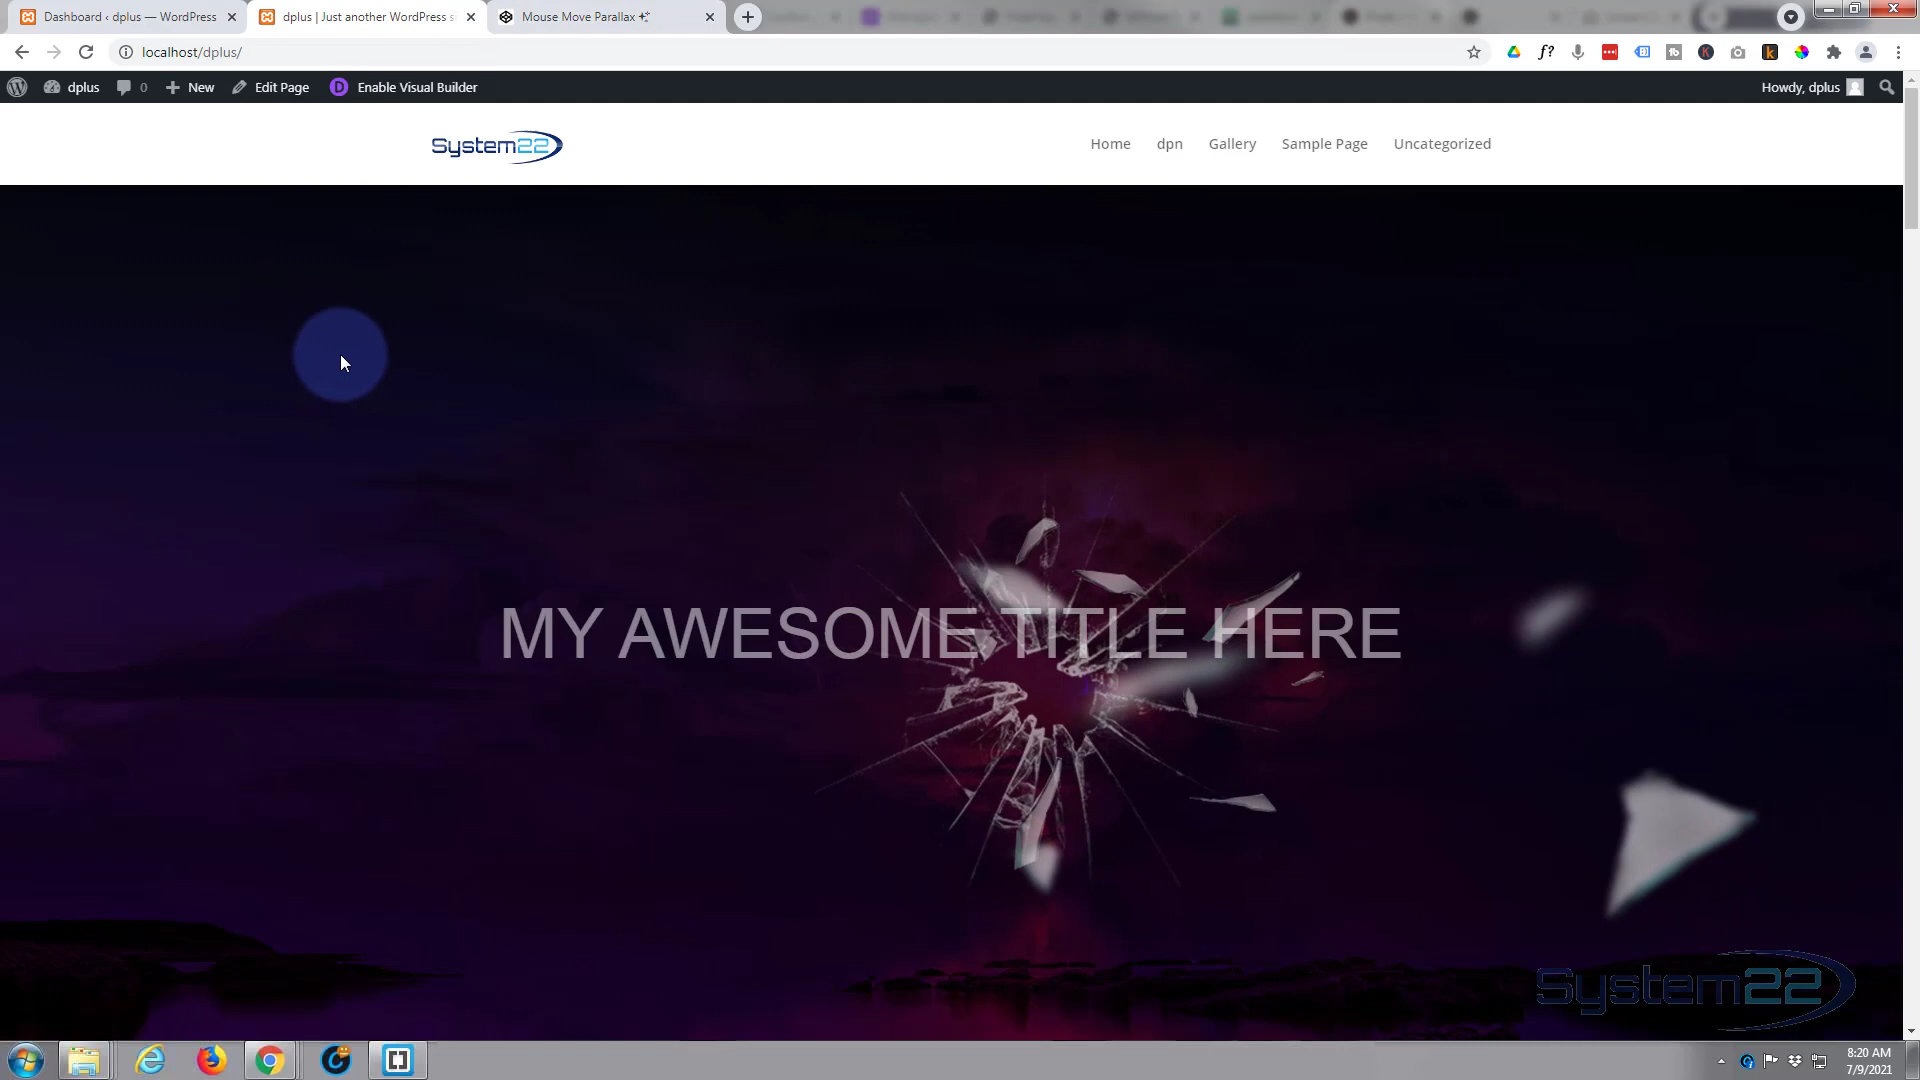 Dashboard ‹ dplus — WordPress
dplus | Just another WordPress s
Mouse Move Parallax
localhost/dplus/
f?
dplus
0
New
Edit Page
D
Enable Visual Builder
Howdy, dplus
System22
Home
dpn
Gallery
Sample Page
Uncategorized
MY AWESOME TITLE HERE
System22
8:20 AM
7/9/2021